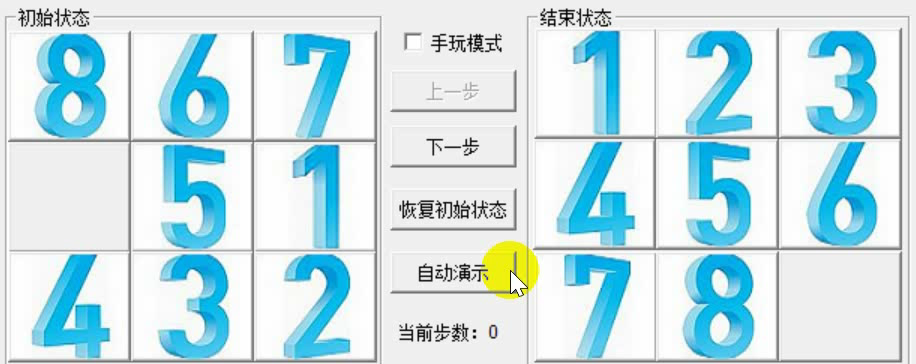 初始状态
8 6 7
5 1
4 3 2
手玩模式
上一步
下一步
恢复初始状态
自动演示
当前步数：0
结束状态
1 2 3
4 5 6
7 8